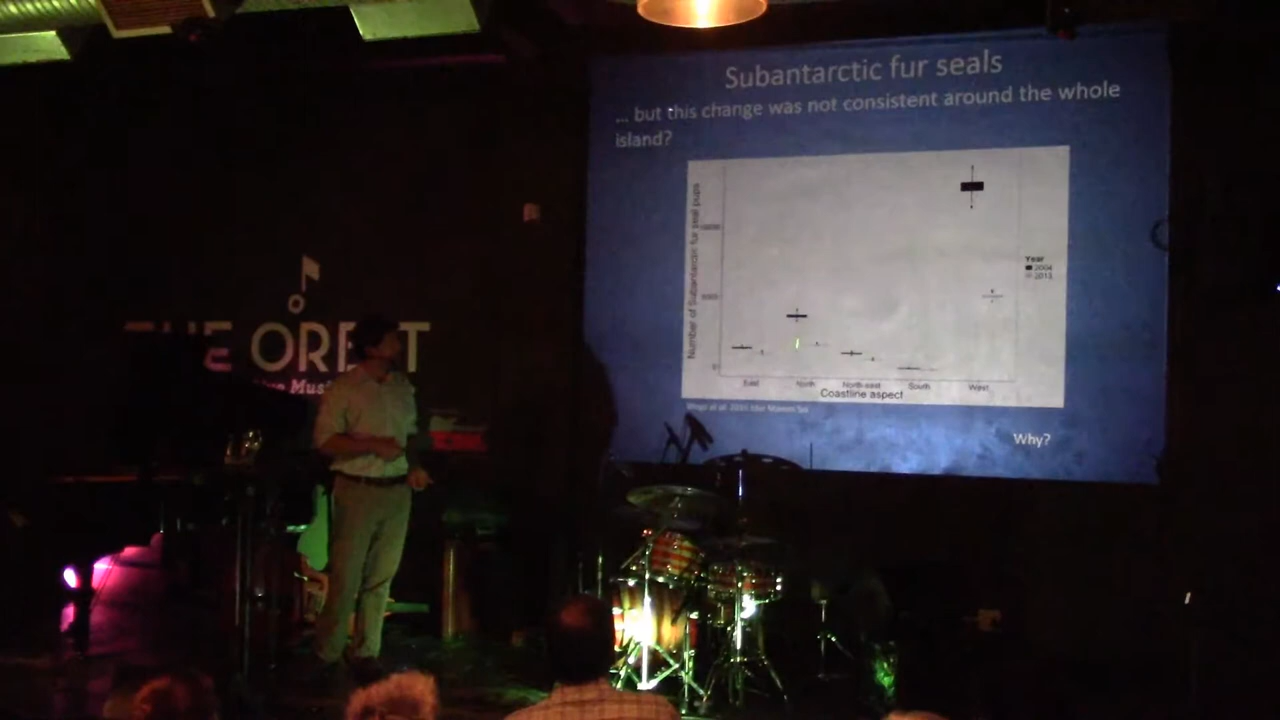 Subantarctic fur seals
... but this change was not consistent around the whole
island?
Number of Subantarctic fur seal pups
Year
2004
2013
East
North
North-east
South
West
Coastline aspect
Why?
THE ORBIT